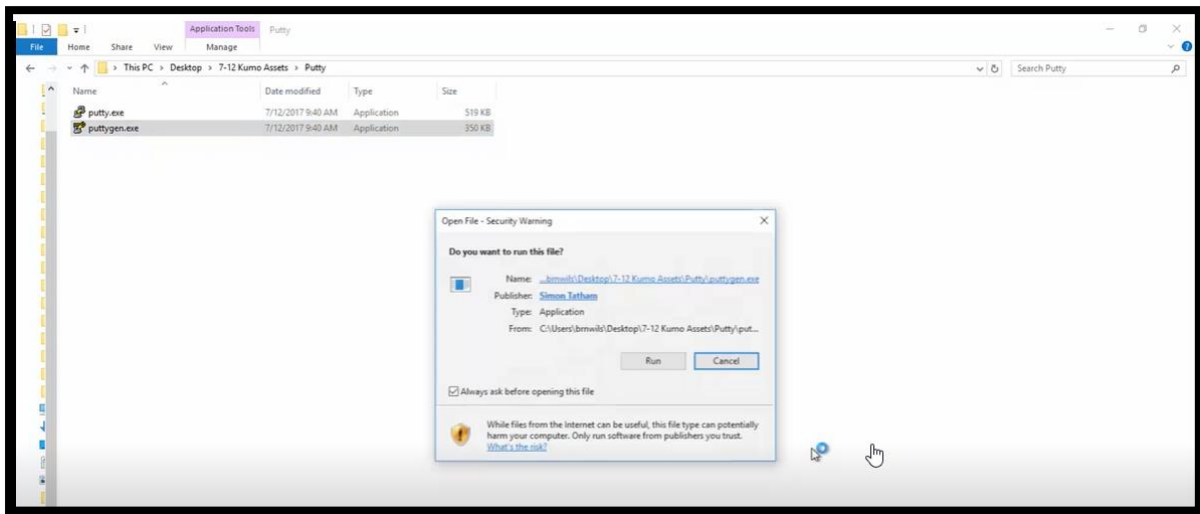 Application Tools Putty
File Home Share View Manage
This PC > Desktop > 7-12 Kumo Assets > Putty
Search Putty
Name Date modified Type Size
putty.exe 7/12/2017 9:40 AM Application 519 KB
puttygen.exe 7/12/2017 9:40 AM Application 350 KB
Open File - Security Warning
Do you want to run this file?
Name: ...brnwils\Desktop\7-12 Kumo Assets\Putty\puttygen.exe
Publisher: Simon Tatham
Type: Application
From: C:\Users\brnwils\Desktop\7-12 Kumo Assets\Putty\put...
Run Cancel
Always ask before opening this file
While files from the Internet can be useful, this file type can potentially
harm your computer. Only run software from publishers you trust.
What's the risk?